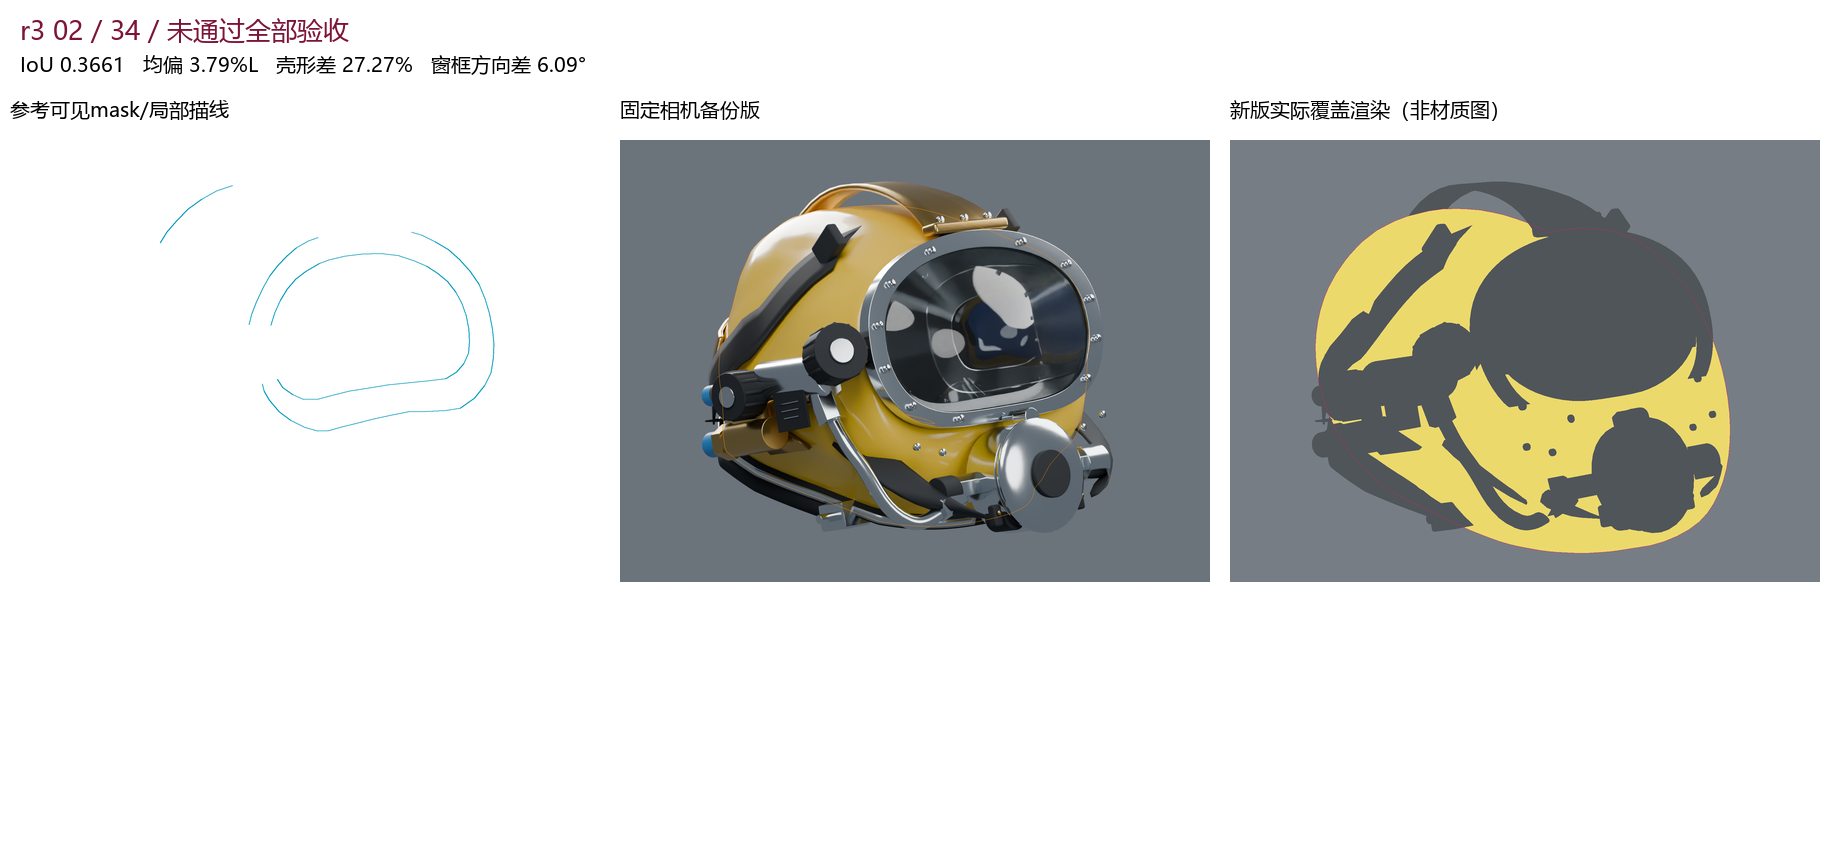 r3 02 / 34 / 未通过全部验收
IoU 0.3661 均偏 3.79%L 壳形差 27.27% 窗框方向差 6.09°
参考可见mask/局部描线
固定相机备份版
新版实际覆盖渲染（非材质图）